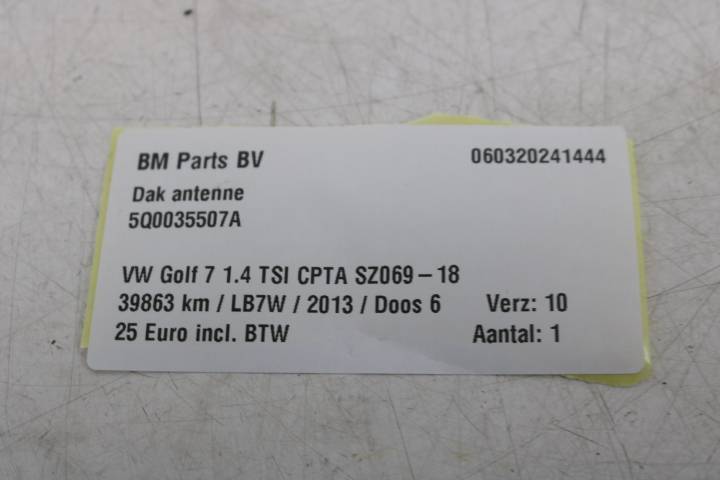 BM Parts BV 060320241444
Dak antenne
5Q0035507A
VW Golf 7 1.4 TSI CPTA SZ069-18
39863 km / LB7W / 2013 / Doos 6 Verz: 10
25 Euro incl. BTW Aantal: 1